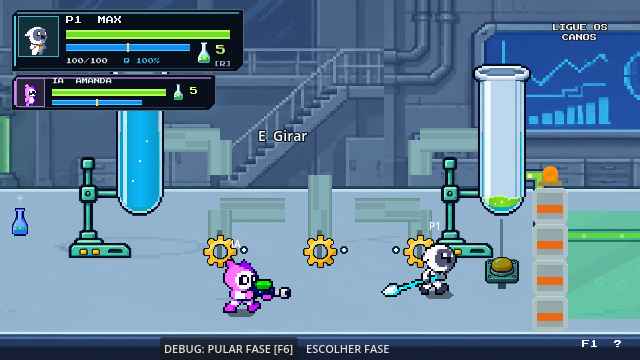 P1 MAX
5
100/100 Q 100% [R]
IA AMANDA
5
LIGUE OS
CANOS
E Girar
IA
P1
DEBUG: PULAR FASE [F6] ESCOLHER FASE
F1 ?